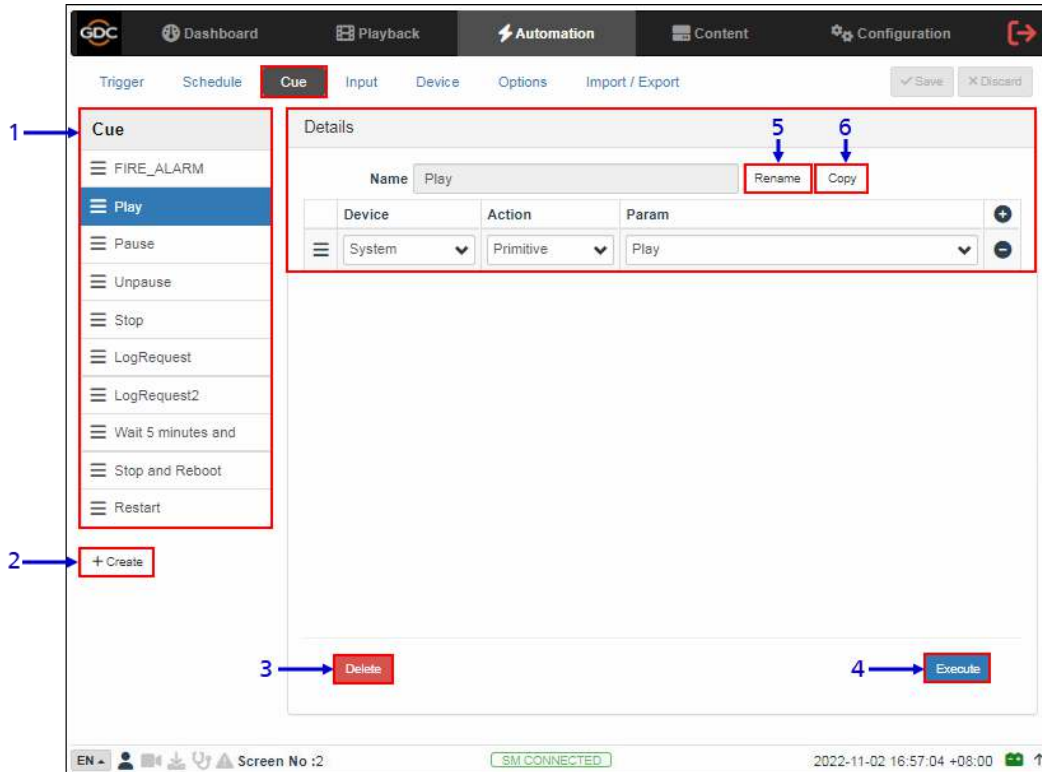 GDC Dashboard Playback Automation Content Configuration
Trigger Schedule Cue Input Device Options Import / Export Save Discard
1
Cue
FIRE_ALARM
Play
Pause
Unpause
Stop
LogRequest
LogRequest2
Wait 5 minutes and
Stop and Reboot
Restart
2
+ Create
Details
5 6
Name Play Rename Copy
Device Action Param
System Primitive Play
3 Delete
4 Execute
EN Screen No :2 SM CONNECTED 2022-11-02 16:57:04 +08:00